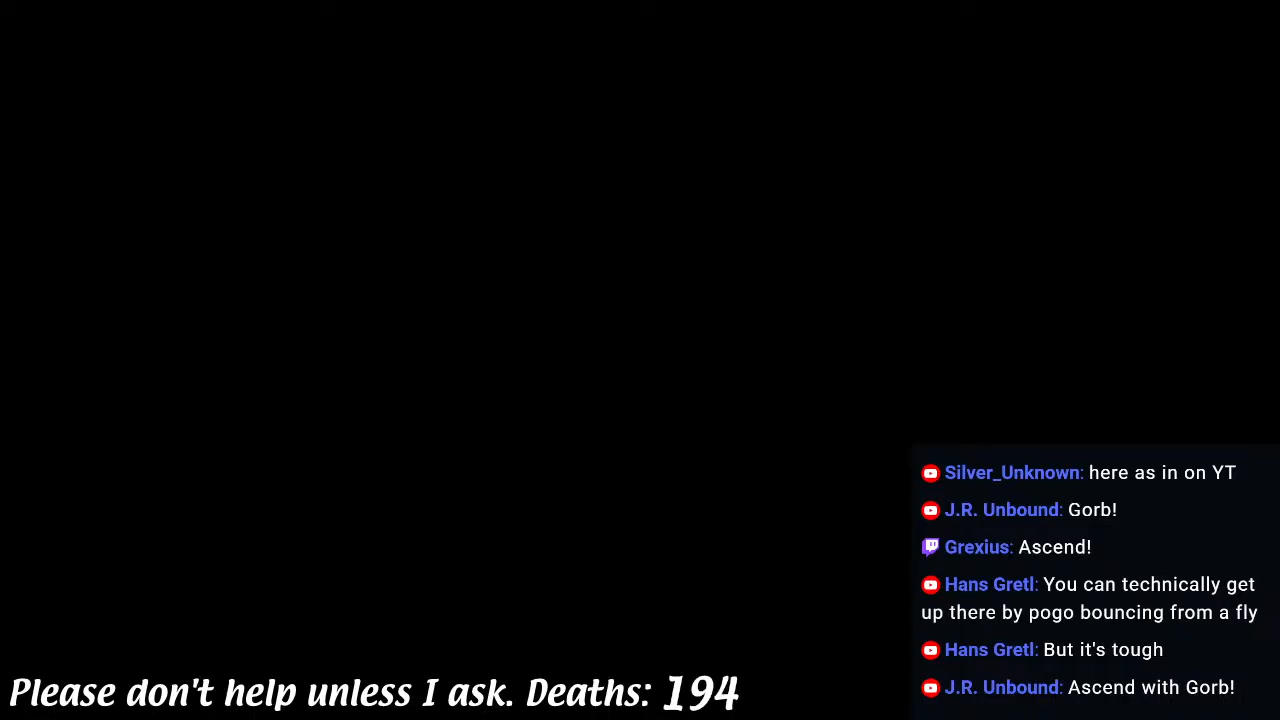 Silver_Unknown: here as in on YT
J.R. Unbound: Gorb!
Grexius: Ascend!
Hans Gretl: You can technically get
up there by pogo bouncing from a fly
Hans Gretl: But it's tough
J.R. Unbound: Ascend with Gorb!
Please don't help unless I ask. Deaths: 194